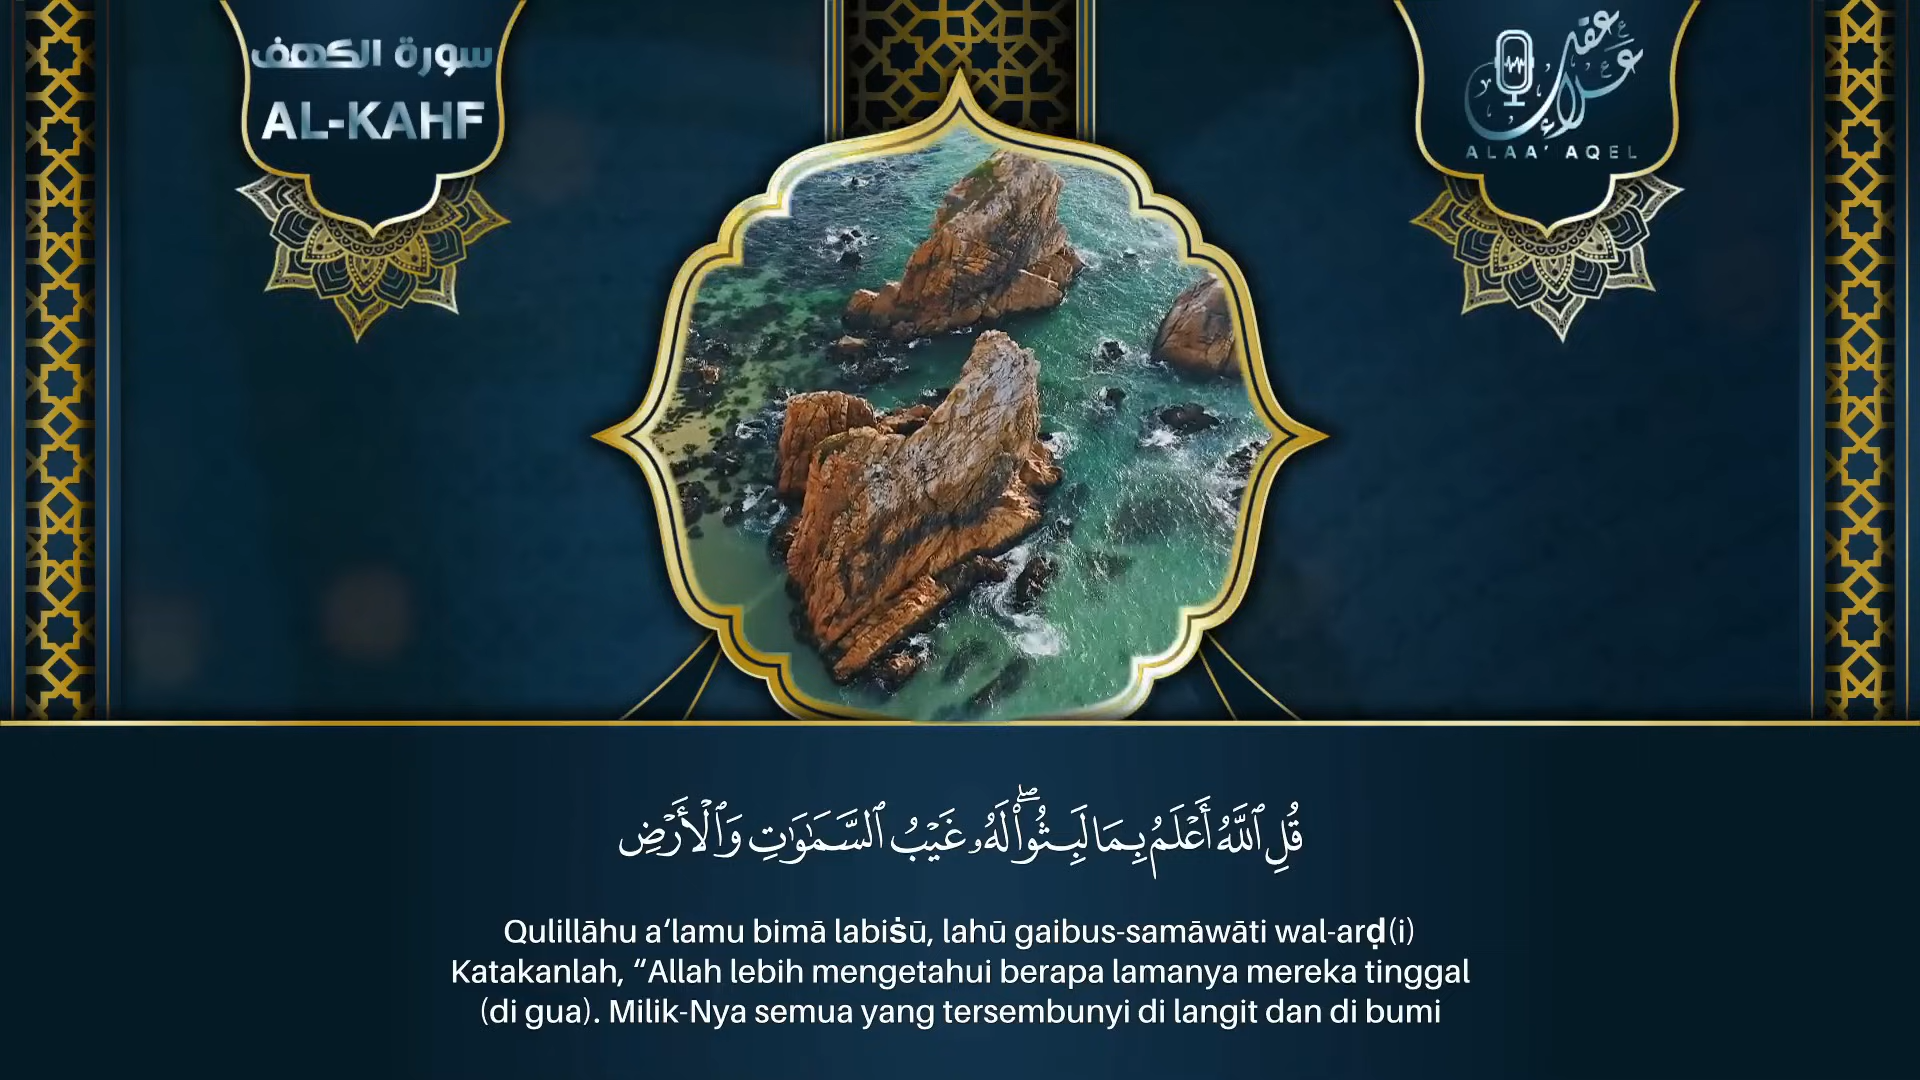 سورة الكهف
AL-KAHF
علاء عقل
ALAA' AQEL
قُلِ ٱللَّهُ أَعْلَمُ بِمَا لَبِثُوا۟ۖ لَهُۥ غَيْبُ ٱلسَّمَـٰوَٰتِ وَٱلْأَرْضِ
Qulillāhu a‘lamu bimā labiṡū, lahū gaibus-samāwāti wal-arḍ(i)
Katakanlah, “Allah lebih mengetahui berapa lamanya mereka tinggal
(di gua). Milik-Nya semua yang tersembunyi di langit dan di bumi